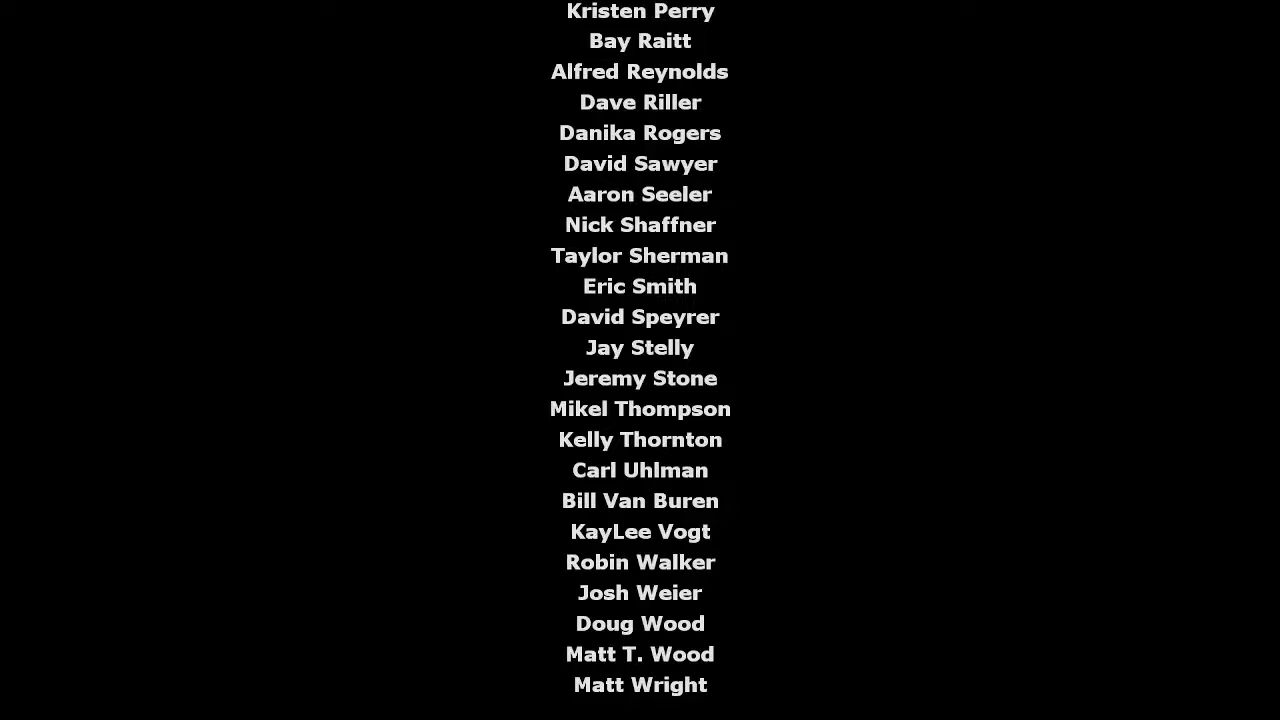 Kristen Perry
Bay Raitt
Alfred Reynolds
Dave Riller
Danika Rogers
David Sawyer
Aaron Seeler
Nick Shaffner
Taylor Sherman
Eric Smith
David Speyrer
Jay Stelly
Jeremy Stone
Mikel Thompson
Kelly Thornton
Carl Uhlman
Bill Van Buren
KayLee Vogt
Robin Walker
Josh Weier
Doug Wood
Matt T. Wood
Matt Wright